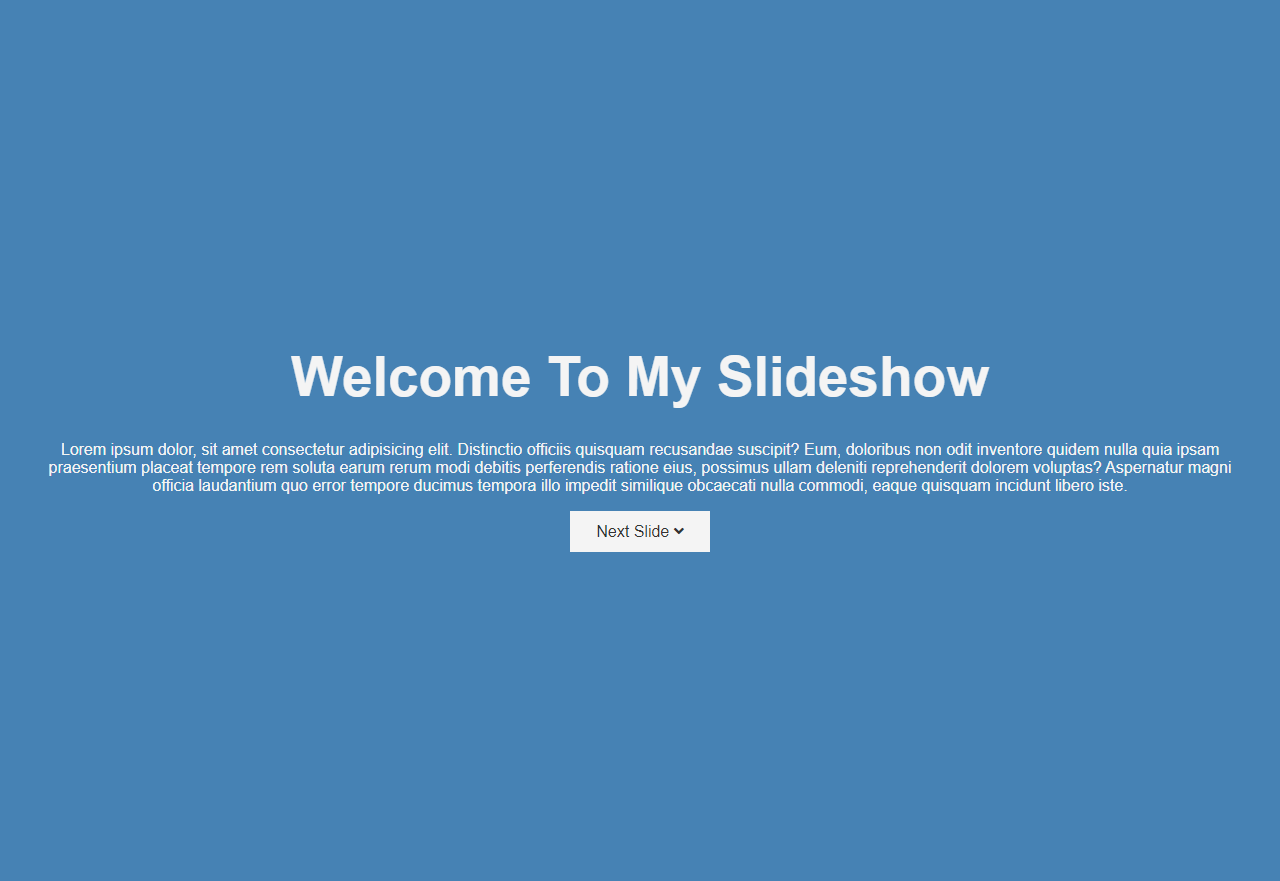 Welcome To My Slideshow
Lorem ipsum dolor, sit amet consectetur adipisicing elit. Distinctio officiis quisquam recusandae suscipit? Eum, doloribus non odit inventore quidem nulla quia ipsam
praesentium placeat tempore rem soluta earum rerum modi debitis perferendis ratione eius, possimus ullam deleniti reprehenderit dolorem voluptas? Aspernatur magni
officia laudantium quo error tempore ducimus tempora illo impedit similique obcaecati nulla commodi, eaque quisquam incidunt libero iste.
Next Slide